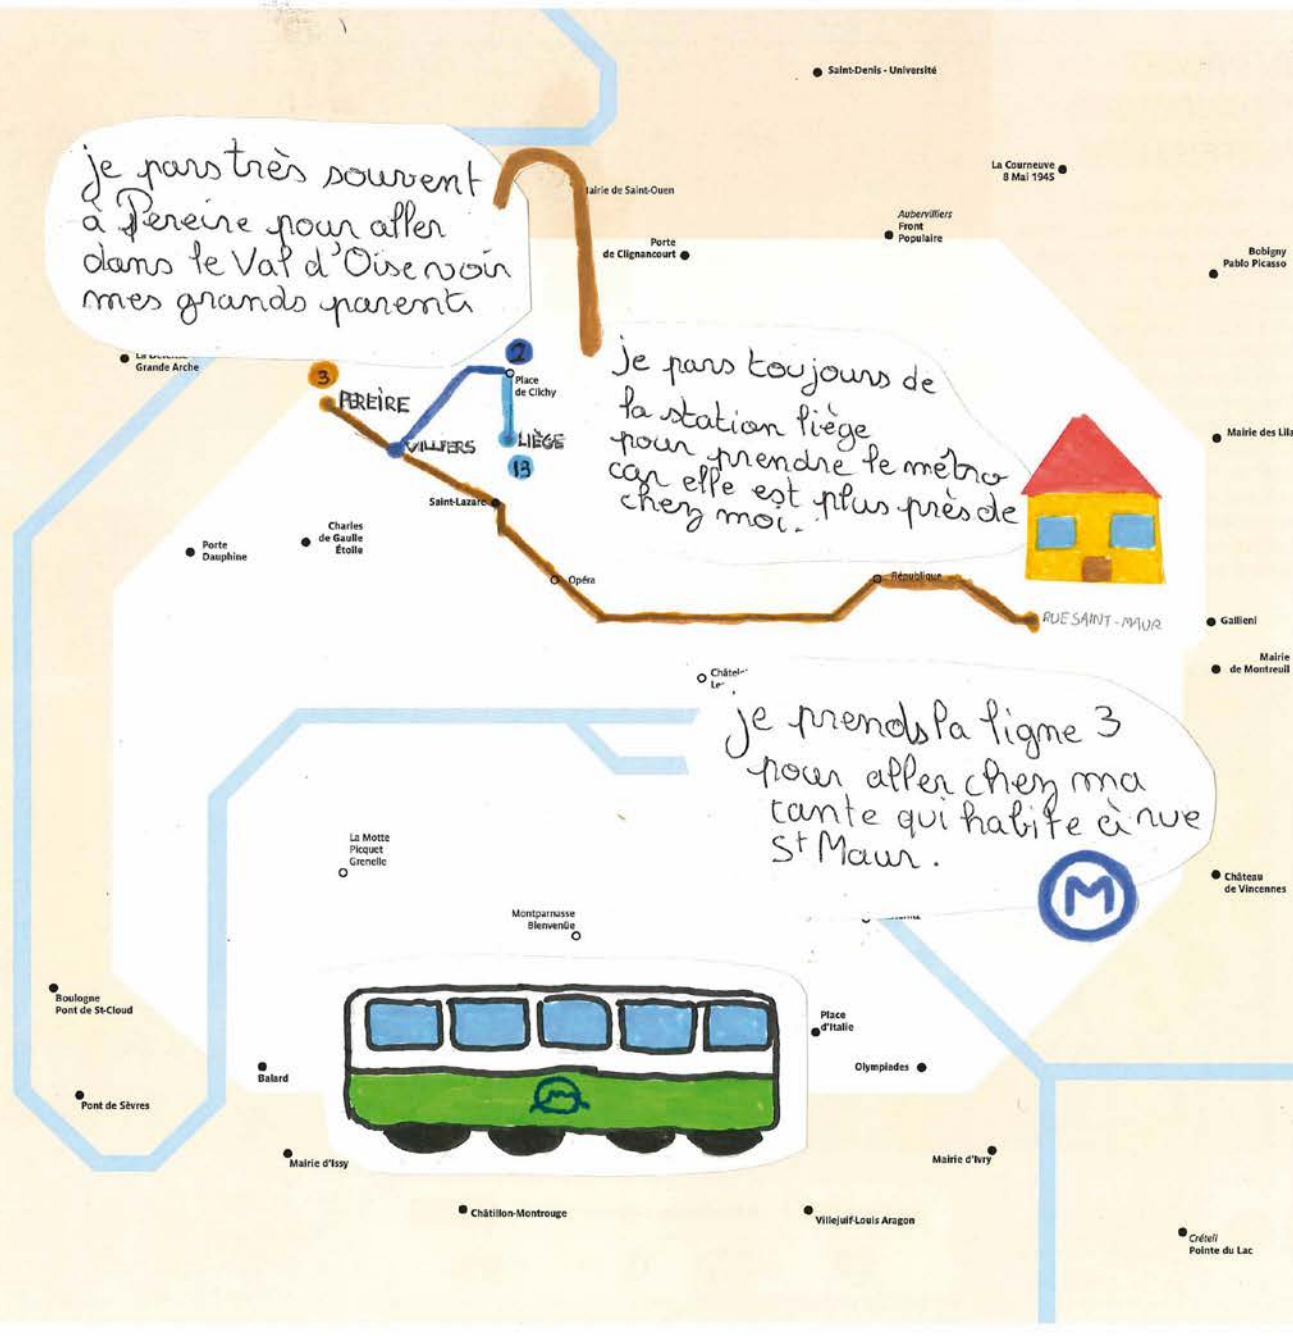 Saint-Denis - Université
La Courneuve
8 Mai 1945
je pars très souvent
à Pereire pour aller
dans le Val d'Oise voir
mes grands parents
Mairie de Saint-Ouen
Aubervilliers
Front
Populaire
Porte
de Clignancourt
Bobigny
Pablo Picasso
La Défense
Grande Arche
3
PEREIRE
2
Place
de Clichy
VILLIERS
LIÈGE
13
je pars toujours de
la station liège
pour prendre le métro
car elle est plus près de
chez moi.
Mairie des Lila
Saint-Lazare
Charles
de Gaulle
Étoile
Porte
Dauphine
Opéra
République
RUE SAINT-MAUR
Gallieni
Mairie
de Montreuil
Châtel
Le
je prends la ligne 3
pour aller chez ma
tante qui habite à rue
St Maur.
M
La Motte
Picquet
Grenelle
Château
de Vincennes
Montparnasse
Bienvenüe
Boulogne
Pont de St-Cloud
Place
d'Italie
Olympiades
Balard
Pont de Sèvres
M
Mairie d'Issy
Mairie d'Ivry
Châtillon-Montrouge
Villejuif-Louis Aragon
Créteil
Pointe du Lac